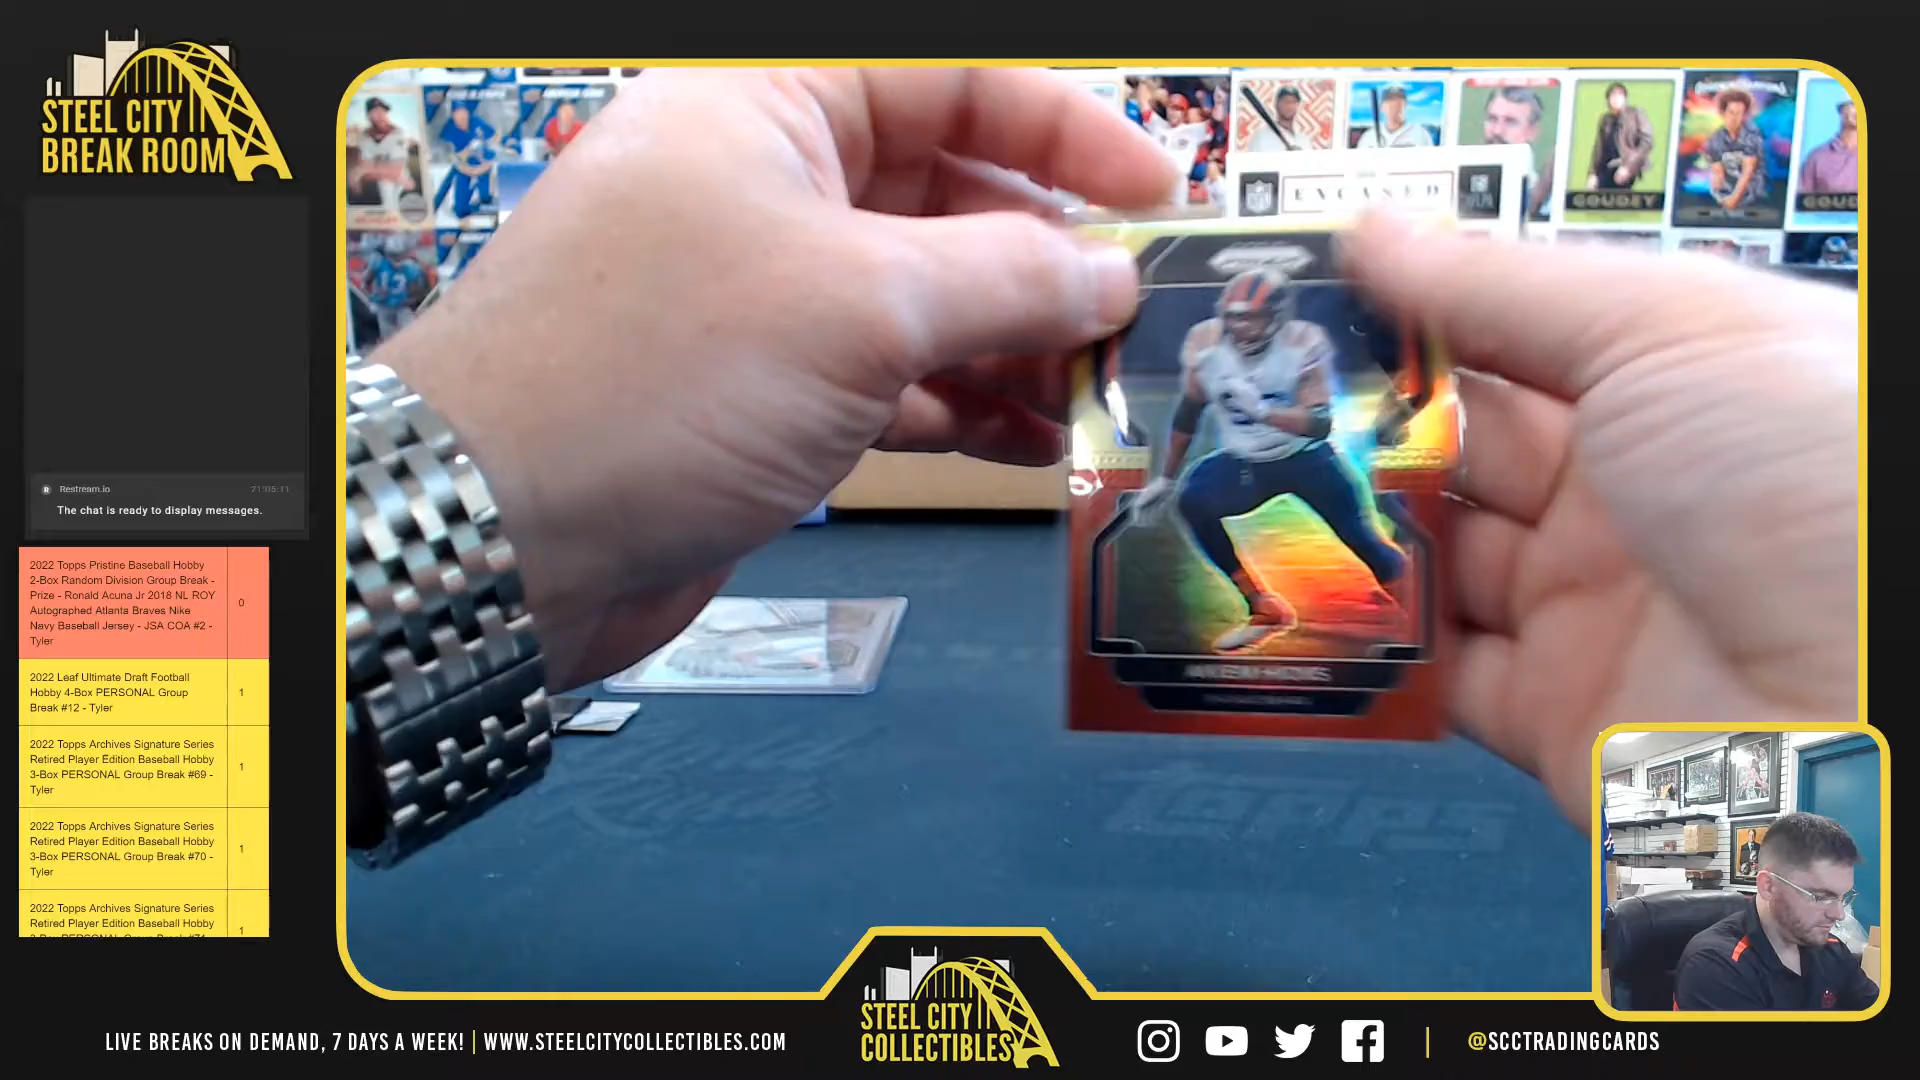 STEEL CITY
BREAK ROOM
Restream.io
The chat is ready to display messages.
2022 Topps Pristine Baseball Hobby
2-Box Random Division Group Break -
Prize - Ronald Acuna Jr 2018 NL ROY
Autographed Atlanta Braves Nike
Navy Baseball Jersey - JSA COA #2 -
Tyler
0
2022 Leaf Ultimate Draft Football
Hobby 4-Box PERSONAL Group
Break #12 - Tyler
1
2022 Topps Archives Signature Series
Retired Player Edition Baseball Hobby
3-Box PERSONAL Group Break #69 -
Tyler
1
2022 Topps Archives Signature Series
Retired Player Edition Baseball Hobby
3-Box PERSONAL Group Break #70 -
Tyler
1
2022 Topps Archives Signature Series
Retired Player Edition Baseball Hobby
3-Box PERSONAL Group Break #71 -
1
ENCASED
GOUDEY
TOPPS
LIVE BREAKS ON DEMAND, 7 DAYS A WEEK! | WWW.STEELCITYCOLLECTIBLES.COM
STEEL CITY
COLLECTIBLES
@SCCTRADINGCARDS